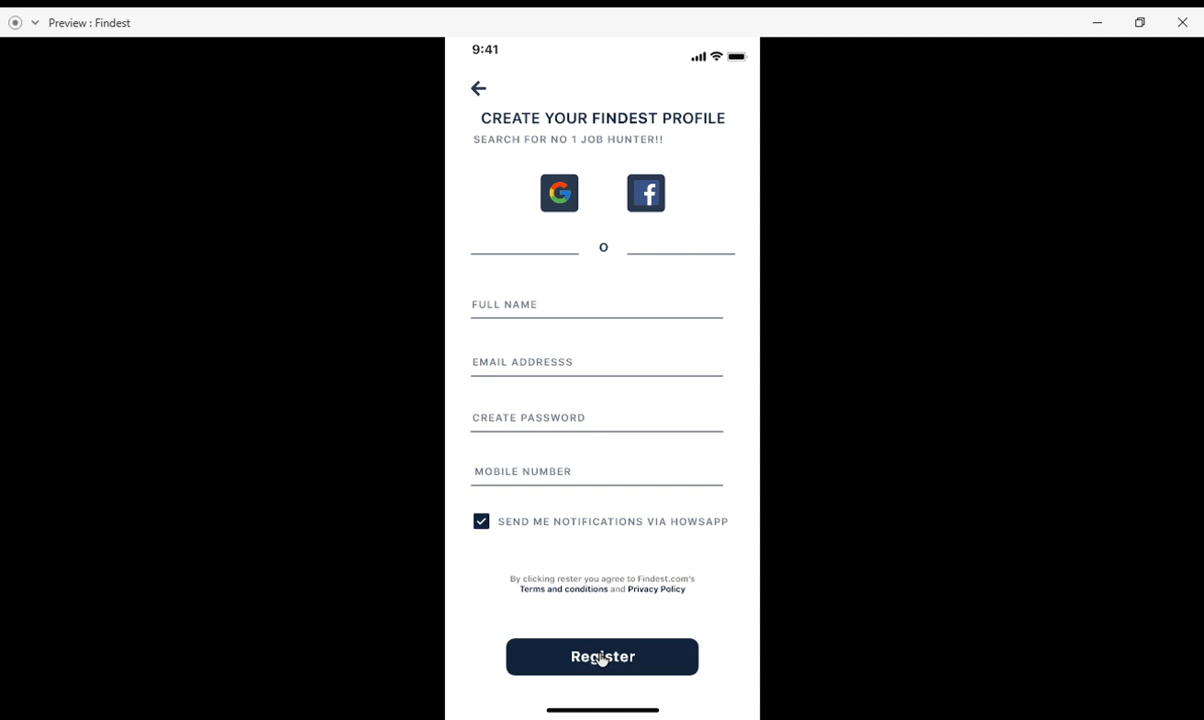 Preview : Findest
9:41
CREATE YOUR FINDEST PROFILE
SEARCH FOR NO 1 JOB HUNTER!!
G
f
O
FULL NAME
EMAIL ADDRESSS
CREATE PASSWORD
MOBILE NUMBER
SEND ME NOTIFICATIONS VIA HOWSAPP
By clicking rester you agree to Findest.com's
Terms and conditions and Privacy Policy
Register